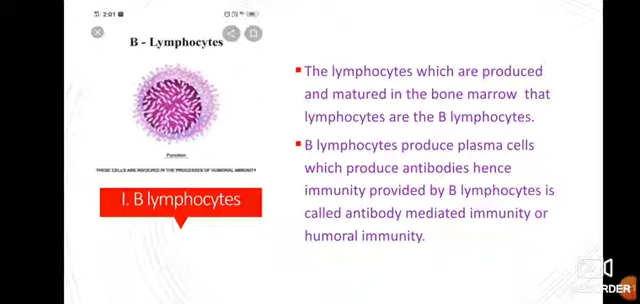 2:01
B - Lymphocytes
Function
THESE CELLS ARE INVOLVED IN THE PROCESSES OF HUMORAL IMMUNITY
I. B lymphocytes
The lymphocytes which are produced
and matured in the bone marrow that
lymphocytes are the B lymphocytes.
B lymphocytes produce plasma cells
which produce antibodies hence
immunity provided by B lymphocytes is
called antibody mediated immunity or
humoral immunity.